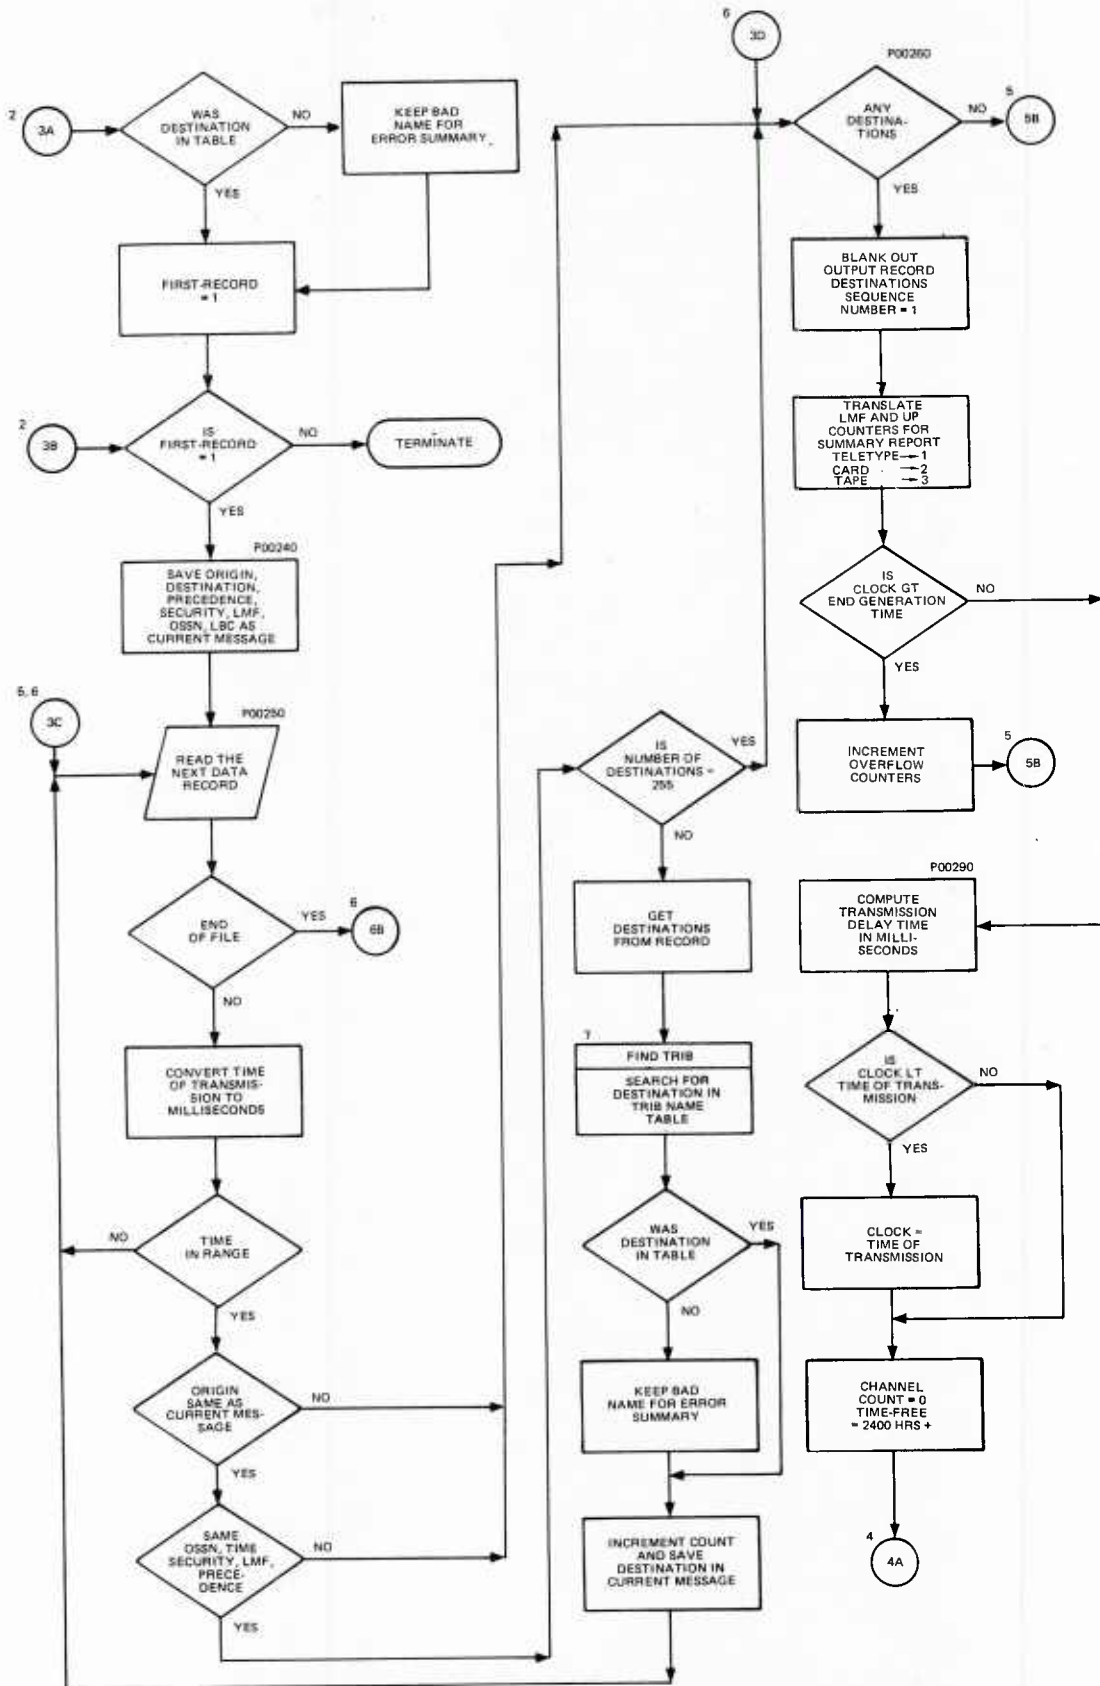 2
3A
WAS
DESTINATION
IN TABLE
NO
KEEP BAD
NAME FOR
ERROR SUMMARY.
YES
FIRST-RECORD
= 1
2
3B
IS
FIRST-RECORD
= 1
NO
TERMINATE
YES
P00240
SAVE ORIGIN,
DESTINATION,
PRECEDENCE,
SECURITY, LMF,
OSSN, LBC AS
CURRENT MESSAGE
5, 6
3C
P00250
READ THE
NEXT DATA
RECORD
END
OF FILE
YES
6
6B
NO
CONVERT TIME
OF TRANSMIS-
SION TO
MILLISECONDS
TIME
IN RANGE
NO
YES
ORIGIN
SAME AS
CURRENT MES-
SAGE
NO
YES
SAME
OSSN, TIME
SECURITY, LMF,
PRECE-
DENCE
NO
YES
IS
NUMBER OF
DESTINATIONS =
255
YES
NO
GET
DESTINATIONS
FROM RECORD
7
FIND TRIB
SEARCH FOR
DESTINATION IN
TRIB NAME
TABLE
WAS
DESTINATION
IN TABLE
YES
NO
KEEP BAD
NAME FOR ERROR
SUMMARY
INCREMENT COUNT
AND SAVE
DESTINATION IN
CURRENT MESSAGE
6
3D
P00260
ANY
DESTINA-
TIONS
NO
5
5B
YES
BLANK OUT
OUTPUT RECORD
DESTINATIONS
SEQUENCE
NUMBER = 1
TRANSLATE
LMF AND UP
COUNTERS FOR
SUMMARY REPORT
TELETYPE → 1
CARD → 2
TAPE → 3
IS
CLOCK GT
END GENERATION
TIME
NO
YES
INCREMENT
OVERFLOW
COUNTERS
5
5B
P00290
COMPUTE
TRANSMISSION
DELAY TIME
IN MILLI-
SECONDS
IS
CLOCK LT
TIME OF TRANS-
MISSION
NO
YES
CLOCK =
TIME OF
TRANSMISSION
CHANNEL
COUNT = 0
TIME-FREE
= 2400 HRS +
4
4A